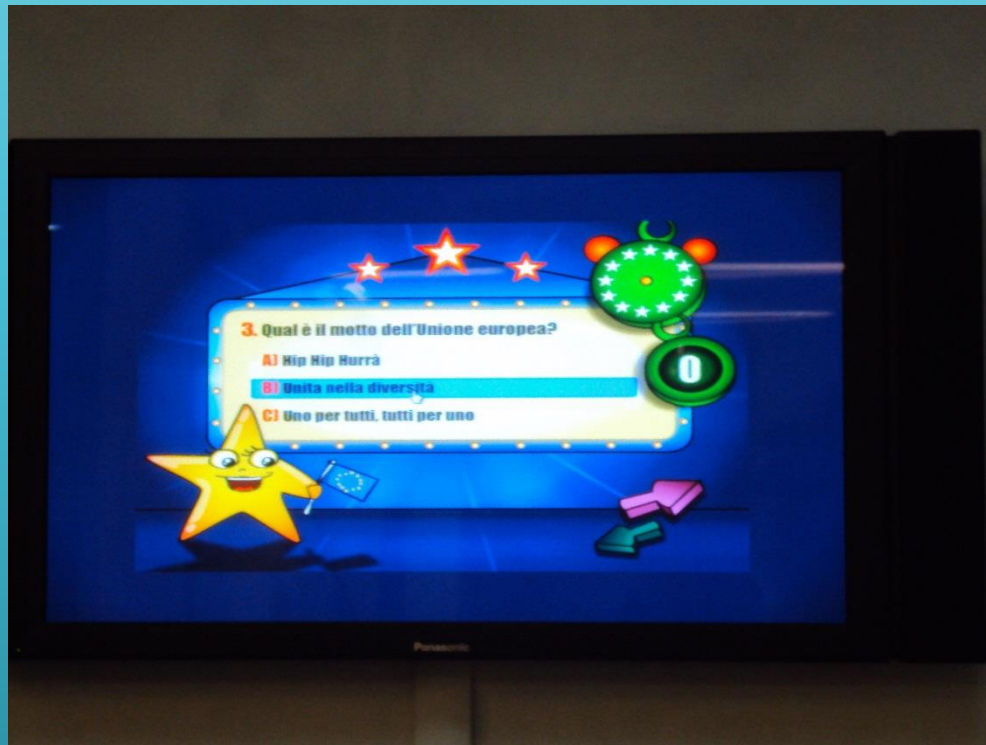 3. Qual è il motto dell'Unione europea?
A) Hip Hip Hurrà
B) Unita nella diversità
C) Uno per tutti, tutti per uno
0
Panasonic